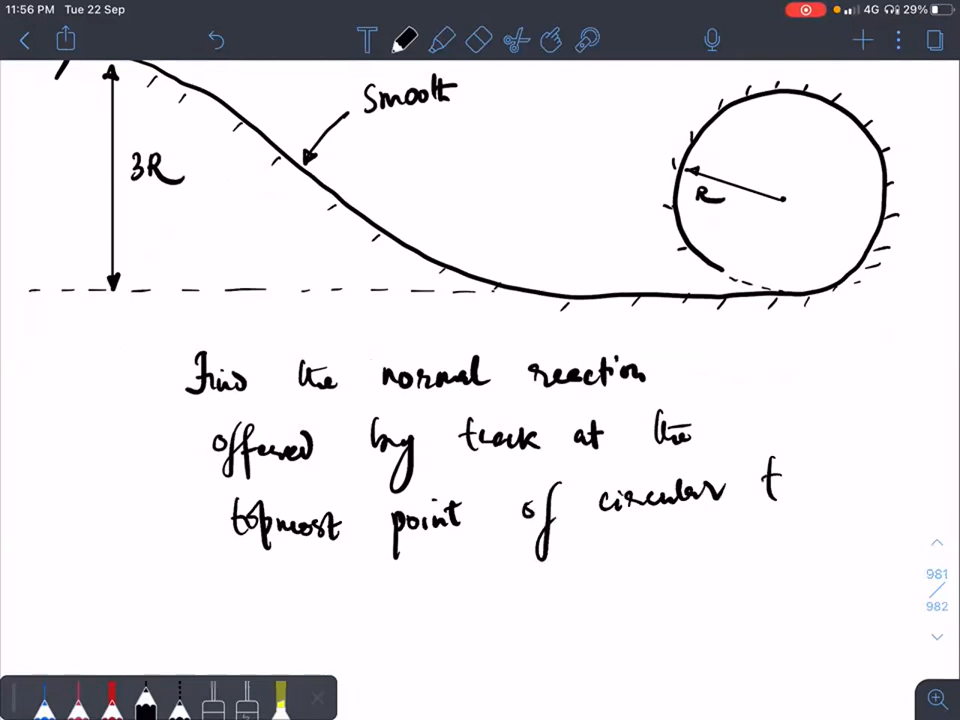 11:56 PM Tue 22 Sep
4G 29%
T
Smooth
3R
R
Find the normal reaction
offered by track at the
topmost point of circular t
981
982